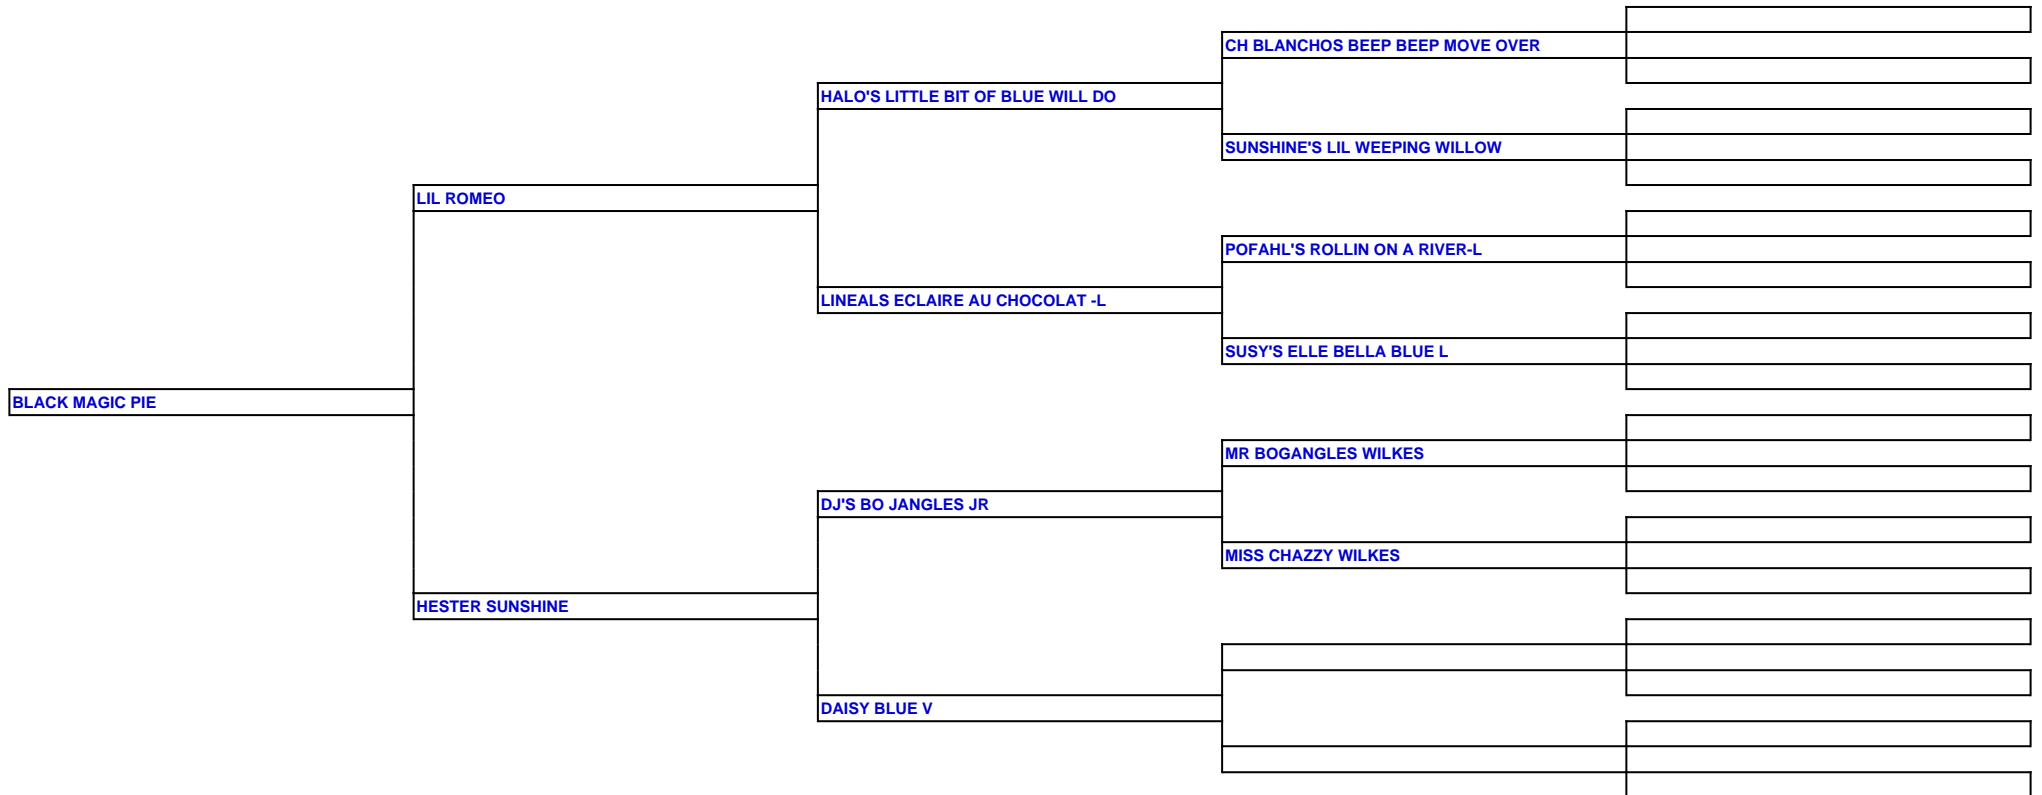 CH BLANCHOS BEEP BEEP MOVE OVER
HALO'S LITTLE BIT OF BLUE WILL DO
SUNSHINE'S LIL WEEPING WILLOW
LIL ROMEO
POFAHL'S ROLLIN ON A RIVER-L
LINEALS ECLAIRE AU CHOCOLAT -L
SUSY'S ELLE BELLA BLUE L
BLACK MAGIC PIE
MR BOGANGLES WILKES
DJ'S BO JANGLES JR
MISS CHAZZY WILKES
HESTER SUNSHINE
DAISY BLUE V